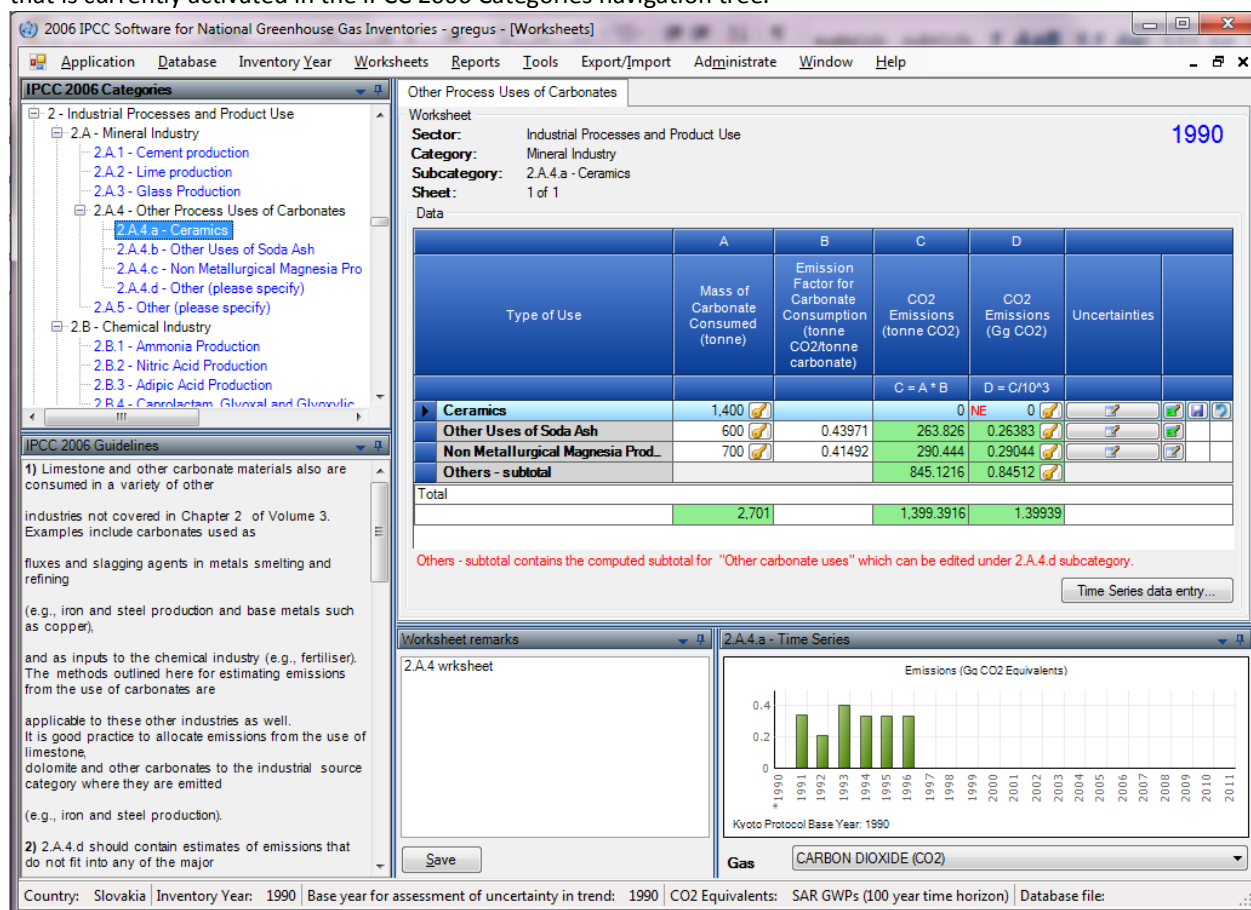 that is currently activated in the IPCC 2006 Categories navigation tree.
2006 IPCC Software for National Greenhouse Gas Inventories - gregus - [Worksheets]
Application Database Inventory Year Worksheets Reports Tools Export/Import Administrate Window Help
IPCC 2006 Categories
2 - Industrial Processes and Product Use
2.A - Mineral Industry
2.A.1 - Cement production
2.A.2 - Lime production
2.A.3 - Glass Production
2.A.4 - Other Process Uses of Carbonates
2.A.4.a - Ceramics
2.A.4.b - Other Uses of Soda Ash
2.A.4.c - Non Metallurgical Magnesia Pro
2.A.4.d - Other (please specify)
2.A.5 - Other (please specify)
2.B - Chemical Industry
2.B.1 - Ammonia Production
2.B.2 - Nitric Acid Production
2.B.3 - Adipic Acid Production
2.B.4 - Caprolactam, Glyoxal and Glyoxylic
IPCC 2006 Guidelines
1) Limestone and other carbonate materials also are
consumed in a variety of other
industries not covered in Chapter 2 of Volume 3.
Examples include carbonates used as
fluxes and slagging agents in metals smelting and
refining
(e.g., iron and steel production and base metals such
as copper),
and as inputs to the chemical industry (e.g., fertiliser).
The methods outlined here for estimating emissions
from the use of carbonates are
applicable to these other industries as well.
It is good practice to allocate emissions from the use of
limestone,
dolomite and other carbonates to the industrial source
category where they are emitted
(e.g., iron and steel production).
2) 2.A.4.d should contain estimates of emissions that
do not fit into any of the major
Other Process Uses of Carbonates
Worksheet
Sector: Industrial Processes and Product Use
1990
Category: Mineral Industry
Subcategory: 2.A.4.a - Ceramics
Sheet: 1 of 1
Data
A B C D
Type of Use
Mass of
Carbonate
Consumed
(tonne)
Emission
Factor for
Carbonate
Consumption
(tonne
CO2/tonne
carbonate)
CO2
Emissions
(tonne CO2)
CO2
Emissions
(Gg CO2)
Uncertainties
C = A * B D = C/10^3
Ceramics 1,400 0 NE 0
Other Uses of Soda Ash 600 0.43971 263.826 0.26383
Non Metallurgical Magnesia Prod... 700 0.41492 290.444 0.29044
Others - subtotal 845.1216 0.84512
Total
2,701 1,399.3916 1.39939
Others - subtotal contains the computed subtotal for "Other carbonate uses" which can be edited under 2.A.4.d subcategory.
Time Series data entry...
Worksheet remarks
2.A.4 wrksheet
Save
2.A.4.a - Time Series
Emissions (Gg CO2 Equivalents)
0.4
0.2
0
*1990 1991 1992 1993 1994 1995 1996 1997 1998 1999 2000 2001 2002 2003 2004 2005 2006 2007 2008 2009 2010 2011
Kyoto Protocol Base Year: 1990
Gas CARBON DIOXIDE (CO2)
Country: Slovakia Inventory Year: 1990 Base year for assessment of uncertainty in trend: 1990 CO2 Equivalents: SAR GWPs (100 year time horizon) Database file: